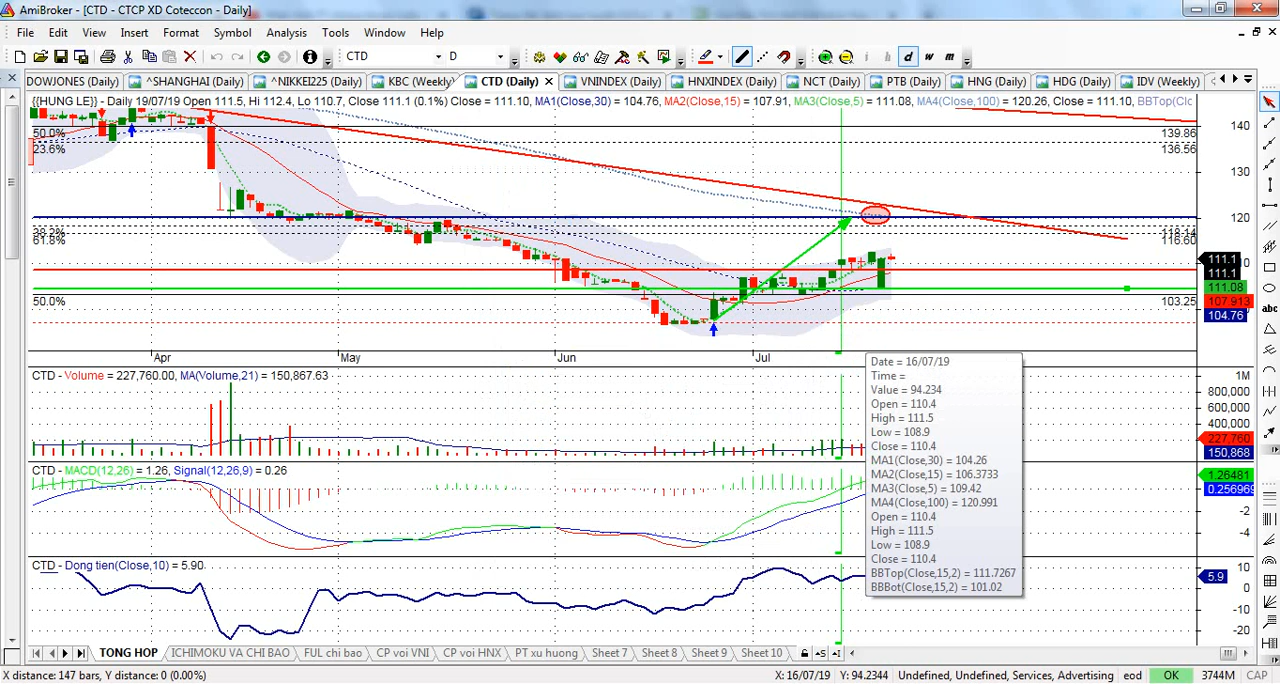 AmiBroker - [CTD - CTCP XD Coteccon - Daily]
File Edit View Insert Format Symbol Analysis Tools Window Help
CTD D i h d w m
DOWJONES (Daily) ^SHANGHAI (Daily) ^NIKKEI225 (Daily) KBC (Weekly) CTD (Daily) VNINDEX (Daily) HNXINDEX (Daily) NCT (Daily) PTB (Daily) HNG (Daily) HDG (Daily) IDV (Weekly)
{{HUNG LE}} - Daily 19/07/19 Open 111.5, Hi 112.4, Lo 110.7, Close 111.1 (0.1%) Close = 111.10, MA1(Close,30) = 104.76, MA2(Close,15) = 107.91, MA3(Close,5) = 111.08, MA4(Close,100) = 120.26, Close = 111.10, BBTop(Clo
140
50.0% 139.86
23.6% 136.56
130
120
38.2% 118.14
61.8% 116.60
111.1
111.1
111.08
50.0% 103.25
107.913
104.76
Apr May Jun Jul
Date = 16/07/19
Time =
Value = 94.234
Open = 110.4
High = 111.5
Low = 108.9
Close = 110.4
MA1(Close,30) = 104.26
MA2(Close,15) = 106.3733
MA3(Close,5) = 109.42
MA4(Close,100) = 120.991
Open = 110.4
High = 111.5
Low = 108.9
Close = 110.4
BBTop(Close,15,2) = 111.7267
BBBot(Close,15,2) = 101.02
CTD - Volume = 227,760.00, MA(Volume,21) = 150,867.63
1M
800,000
600,000
400,000
227,760
150,868
CTD - MACD(12,26) = 1.26, Signal(12,26,9) = 0.26
1.26481
0.256969
-2
-4
CTD - Dong tien(Close,10) = 5.90
10
5.9
0
-10
-20
TONG HOP ICHIMOKU VA CHI BAO FUL chi bao CP voi VNI CP voi HNX PT xu huong Sheet 7 Sheet 8 Sheet 9 Sheet 10
X distance: 147 bars, Y distance: 0 (0.00%) X: 16/07/19 Y: 94.2344 Undefined, Undefined, Services, Advertising eod OK 3744M CAP
abc